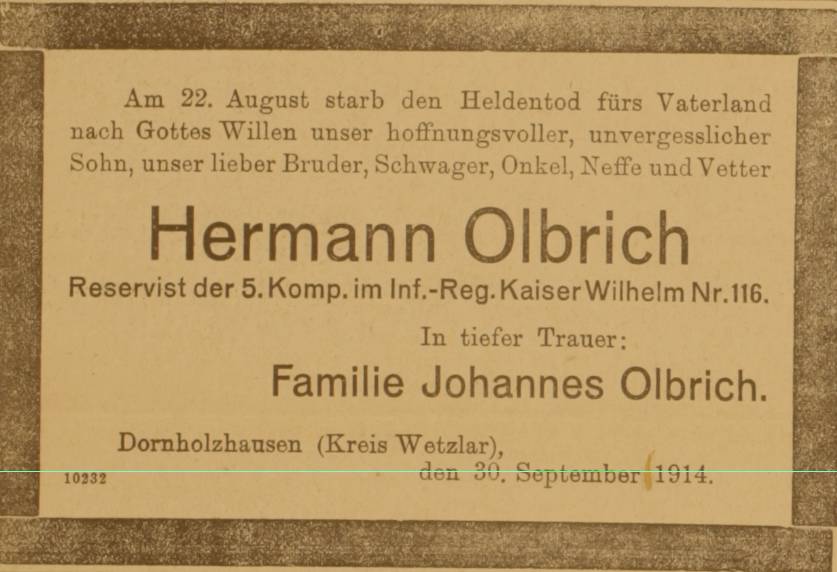 Am 22. August starb den Heldentod fürs Vaterland
nach Gottes Willen unser hoffnungsvoller, unvergesslicher
Sohn, unser lieber Bruder, Schwager, Onkel, Neffe und Vetter
Hermann Olbrich
Reservist der 5. Komp. im Inf.-Reg. Kaiser Wilhelm Nr. 116.
In tiefer Trauer:
Familie Johannes Olbrich.
Dornholzhausen (Kreis Wetzlar),
den 30. September 1914.
10232